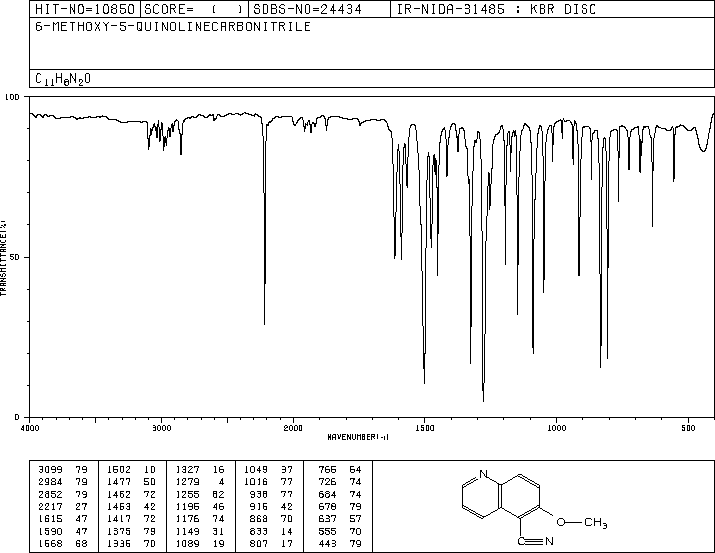 HIT-NO=10850 SCORE= ( ) SDBS-NO=24434 IR-NIDA-31485 : KBR DISC
6-METHOXY-5-QUINOLINECARBONITRILE
C11H8N2O
100
50
0
TRANSMITTANCE(%)
4000 3000 2000 1500 1000 500
WAVENUMBER(-1)
3099 79 1502 10 1327 16 1049 37 766 64
2984 79 1477 50 1279 4 1016 77 726 74
2852 79 1462 72 1255 62 938 77 684 74
2217 27 1453 42 1195 46 916 42 678 79
1615 47 1417 72 1176 74 868 70 637 57
1590 47 1375 79 1149 31 833 14 555 70
1568 68 1336 70 1089 19 807 17 443 79
N
O
CH3
C≡N